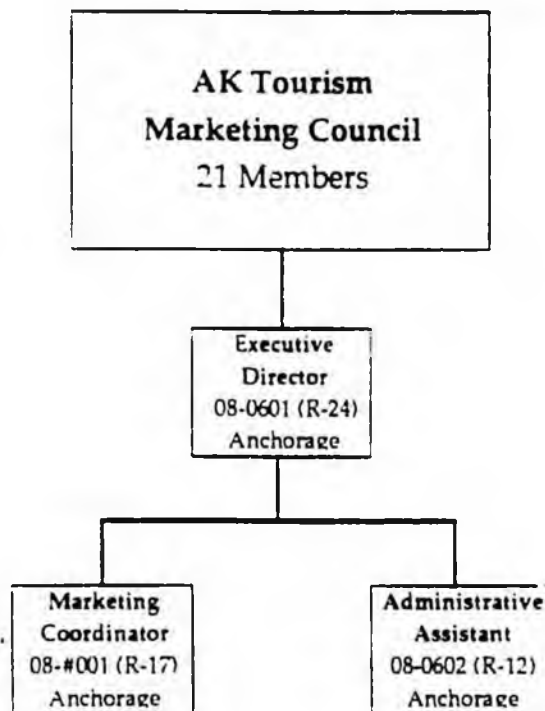 AK Tourism
Marketing Council
21 Members
Executive
Director
08-0601 (R-24)
Anchorage
Marketing
Coordinator
08-#001 (R-17)
Anchorage
Administrative
Assistant
08-0602 (R-12)
Anchorage